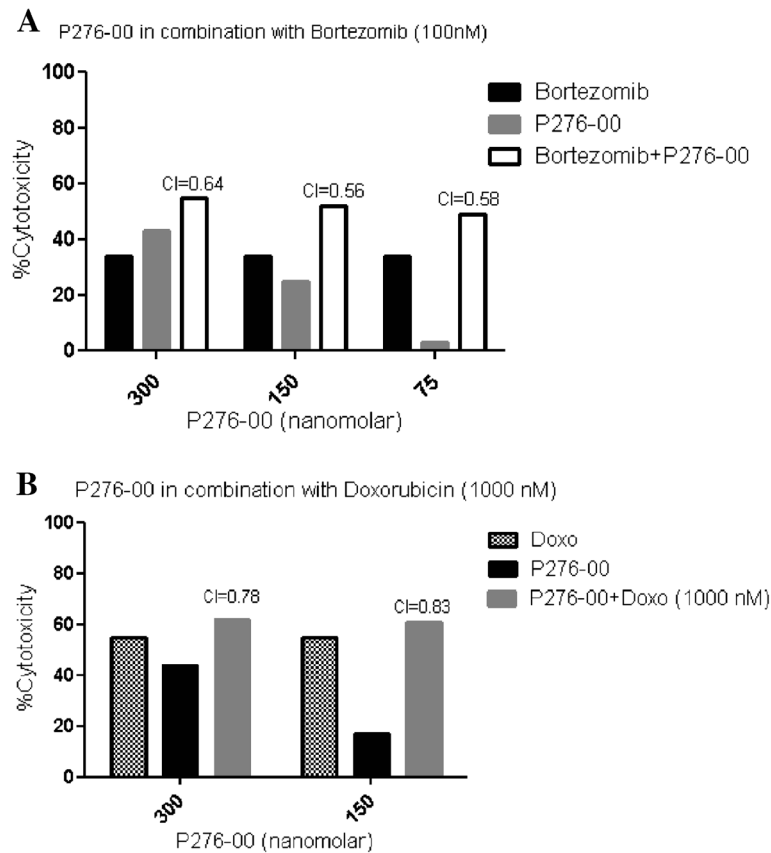 A
P276-00 in combination with Bortezomib (100nM)
100
80
60
40
20
0
%Cytotoxicity
CI=0.64
CI=0.56
CI=0.58
Bortezomib
P276-00
Bortezomib+P276-00
300
150
75
P276-00 (nanomolar)
B
P276-00 in combination with Doxorubicin (1000 nM)
100
80
60
40
20
0
%Cytotoxicity
CI=0.78
CI=0.83
Doxo
P276-00
P276-00+Doxo (1000 nM)
300
150
P276-00 (nanomolar)